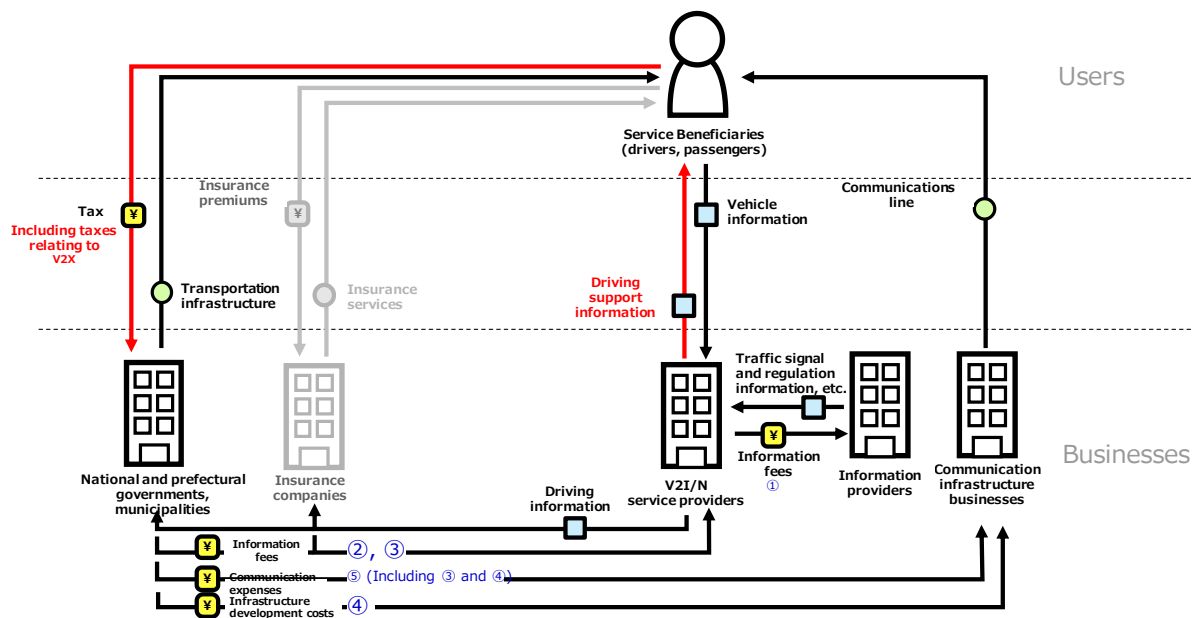 Users
Service Beneficiaries
(drivers, passengers)
Insurance
premiums
¥
Tax
¥
Including taxes
relating to
V2X
Vehicle
information
Communications
line
Transportation
infrastructure
Insurance
services
Driving
support
information
Traffic signal
and regulation
information, etc.
¥
Information
fees
①
Businesses
National and prefectural
governments,
municipalities
Insurance
companies
V2I/N
service providers
Information
providers
Communication
infrastructure
businesses
Driving
information
¥
Information
fees
②, ③
¥
Communication
expenses
⑤ (Including ③ and ④)
¥
Infrastructure
development costs
④